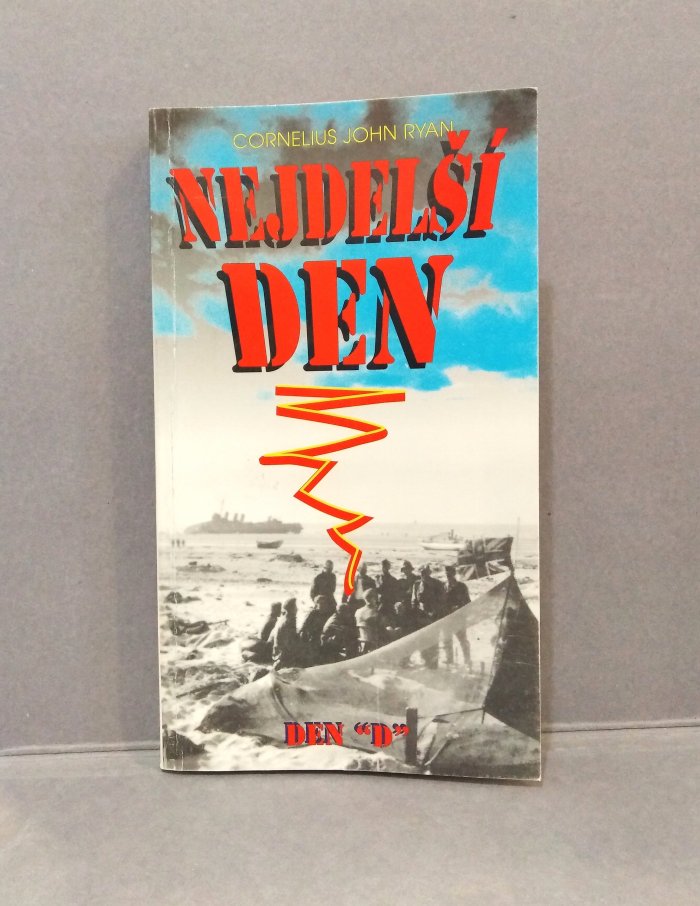 CORNELIUS JOHN RYAN
NEJDELŠÍ
DEN
DEN “D”